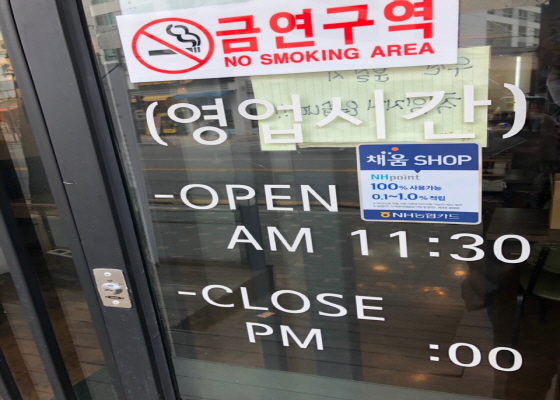 금연구역
NO SMOKING AREA
(영업시간)
-OPEN
AM 11:30
-CLOSE
PM :00
채움 SHOP
NHpoint
100% 사용가능
0.1~1.0% 적립
NH농협카드